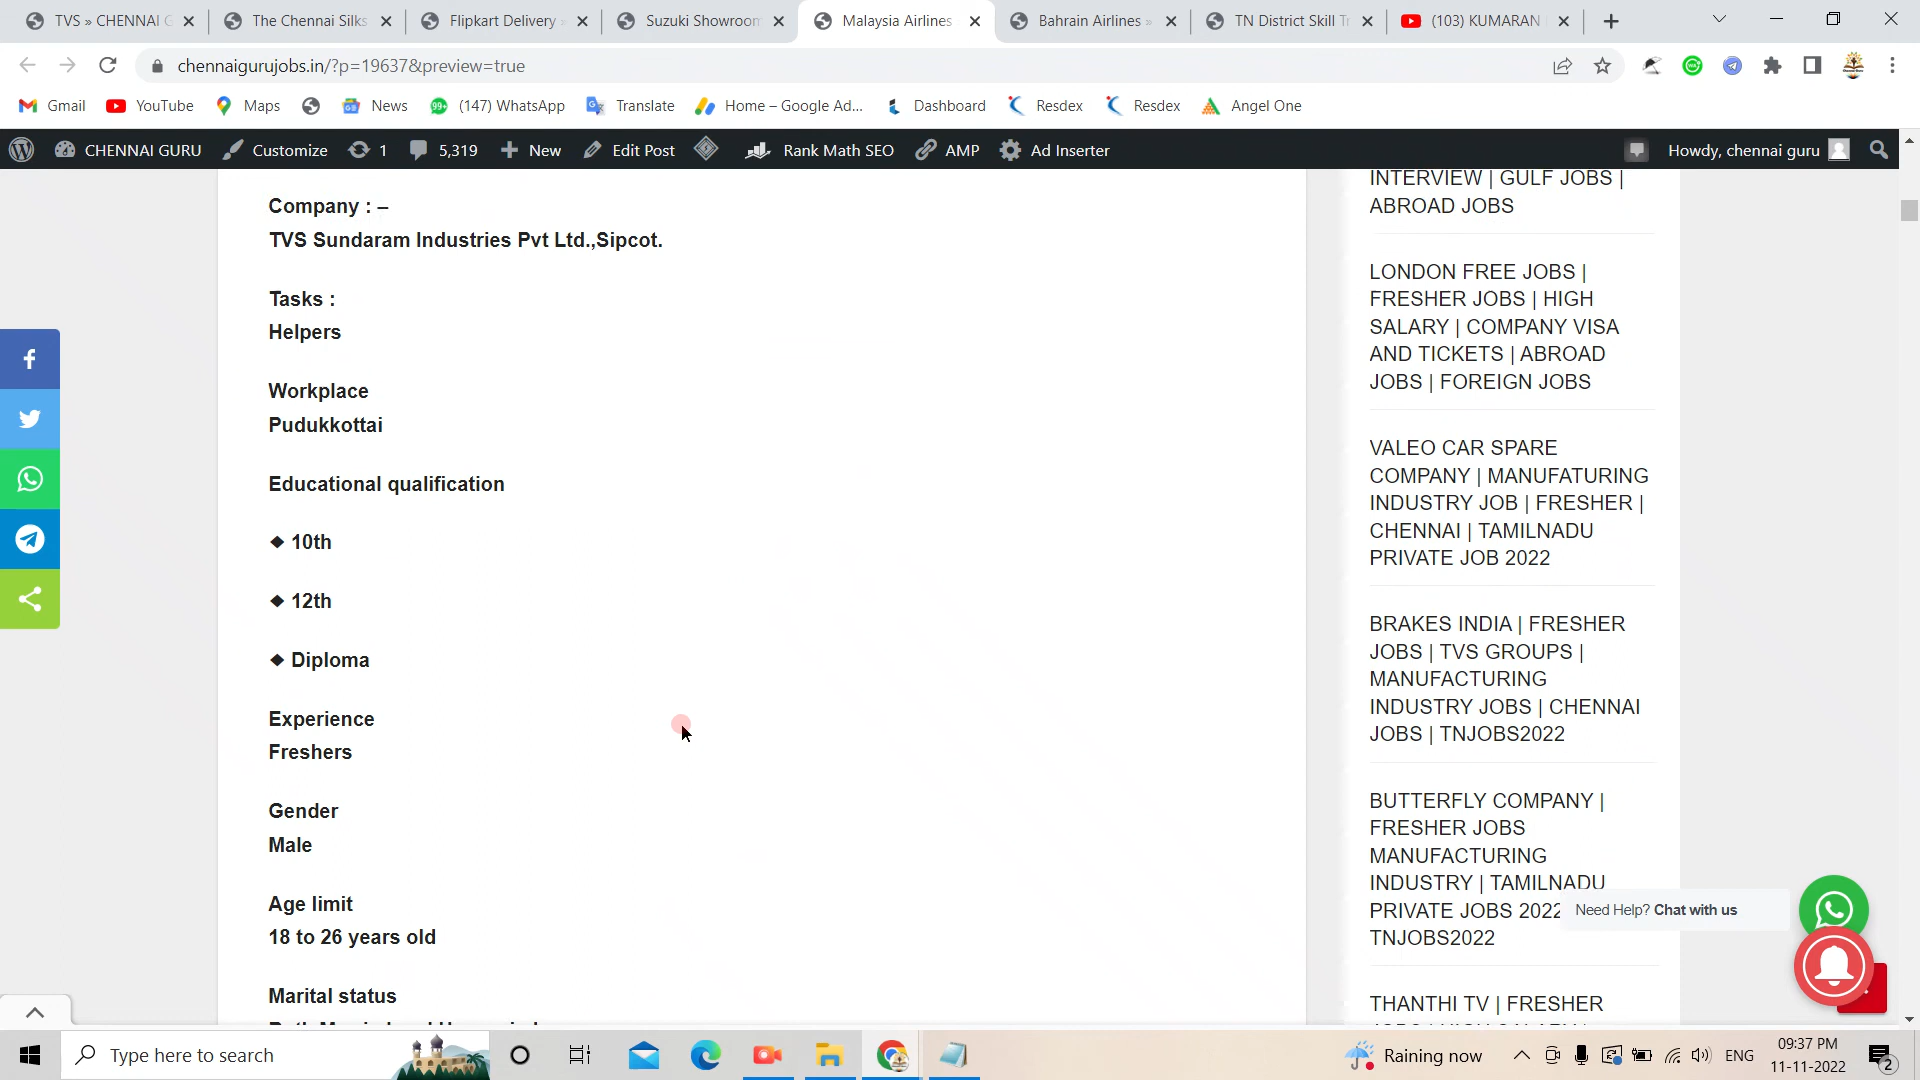 TVS » CHENNAI G
The Chennai Silks
Flipkart Delivery »
Suzuki Showroom
Malaysia Airlines
Bahrain Airlines »
TN District Skill Tr
(103) KUMARAN
chennaigurujobs.in/?p=19637&preview=true
Gmail
YouTube
Maps
News
99+
(147) WhatsApp
Translate
Home – Google Ad...
Dashboard
Resdex
Resdex
Angel One
CHENNAI GURU
Customize
1
5,319
New
Edit Post
Rank Math SEO
AMP
Ad Inserter
Howdy, chennai guru
Company : –
TVS Sundaram Industries Pvt Ltd.,Sipcot.
Tasks :
Helpers
Workplace
Pudukkottai
Educational qualification
❖ 10th
❖ 12th
❖ Diploma
Experience
Freshers
Gender
Male
Age limit
18 to 26 years old
Marital status
INTERVIEW | GULF JOBS |
ABROAD JOBS
LONDON FREE JOBS |
FRESHER JOBS | HIGH
SALARY | COMPANY VISA
AND TICKETS | ABROAD
JOBS | FOREIGN JOBS
VALEO CAR SPARE
COMPANY | MANUFATURING
INDUSTRY JOB | FRESHER |
CHENNAI | TAMILNADU
PRIVATE JOB 2022
BRAKES INDIA | FRESHER
JOBS | TVS GROUPS |
MANUFACTURING
INDUSTRY JOBS | CHENNAI
JOBS | TNJOBS2022
BUTTERFLY COMPANY |
FRESHER JOBS
MANUFACTURING
INDUSTRY | TAMILNADU
PRIVATE JOBS 2022
TNJOBS2022
THANTHI TV | FRESHER
Need Help? Chat with us
Type here to search
Raining now
ENG
09:37 PM
11-11-2022
2